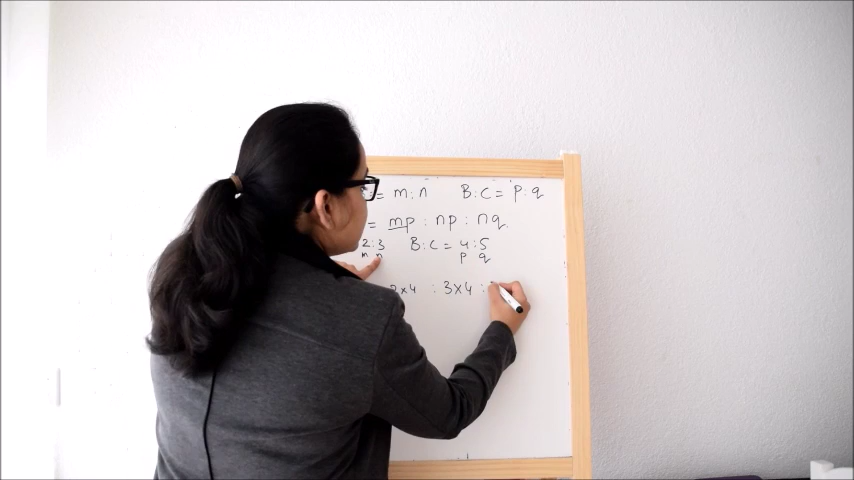 = m:n B:C = p:q
= mp : np : nq.
2:3 B:C = 4:5
m n p q
2x4 : 3x4 :